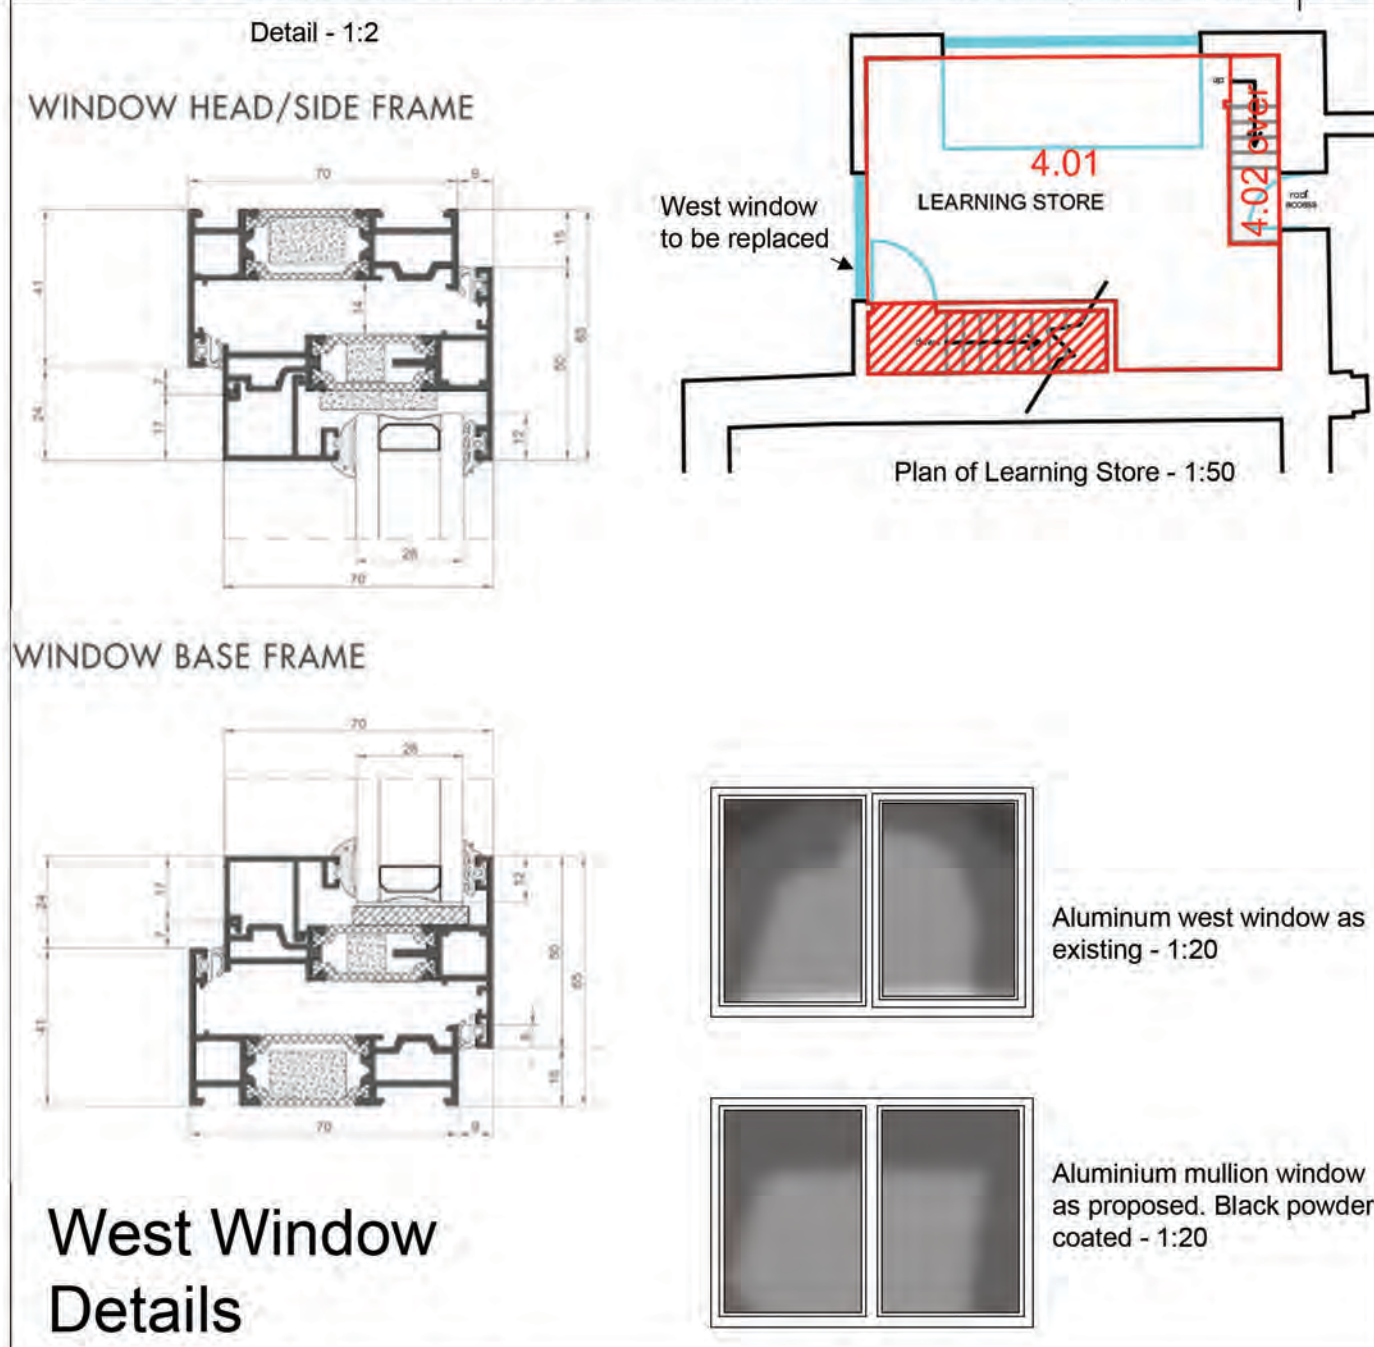 Detail - 1:2
WINDOW HEAD/SIDE FRAME
70
9
41
24
7
17
14
15
50
65
12
28
70
up
4.01
4.02 over
LEARNING STORE
roof
access
West window
to be replaced
Plan of Learning Store - 1:50
WINDOW BASE FRAME
70
28
24
17
7
41
12
50
65
15
70
9
Aluminum west window as
existing - 1:20
Aluminium mullion window
as proposed. Black powder
coated - 1:20
West Window
Details